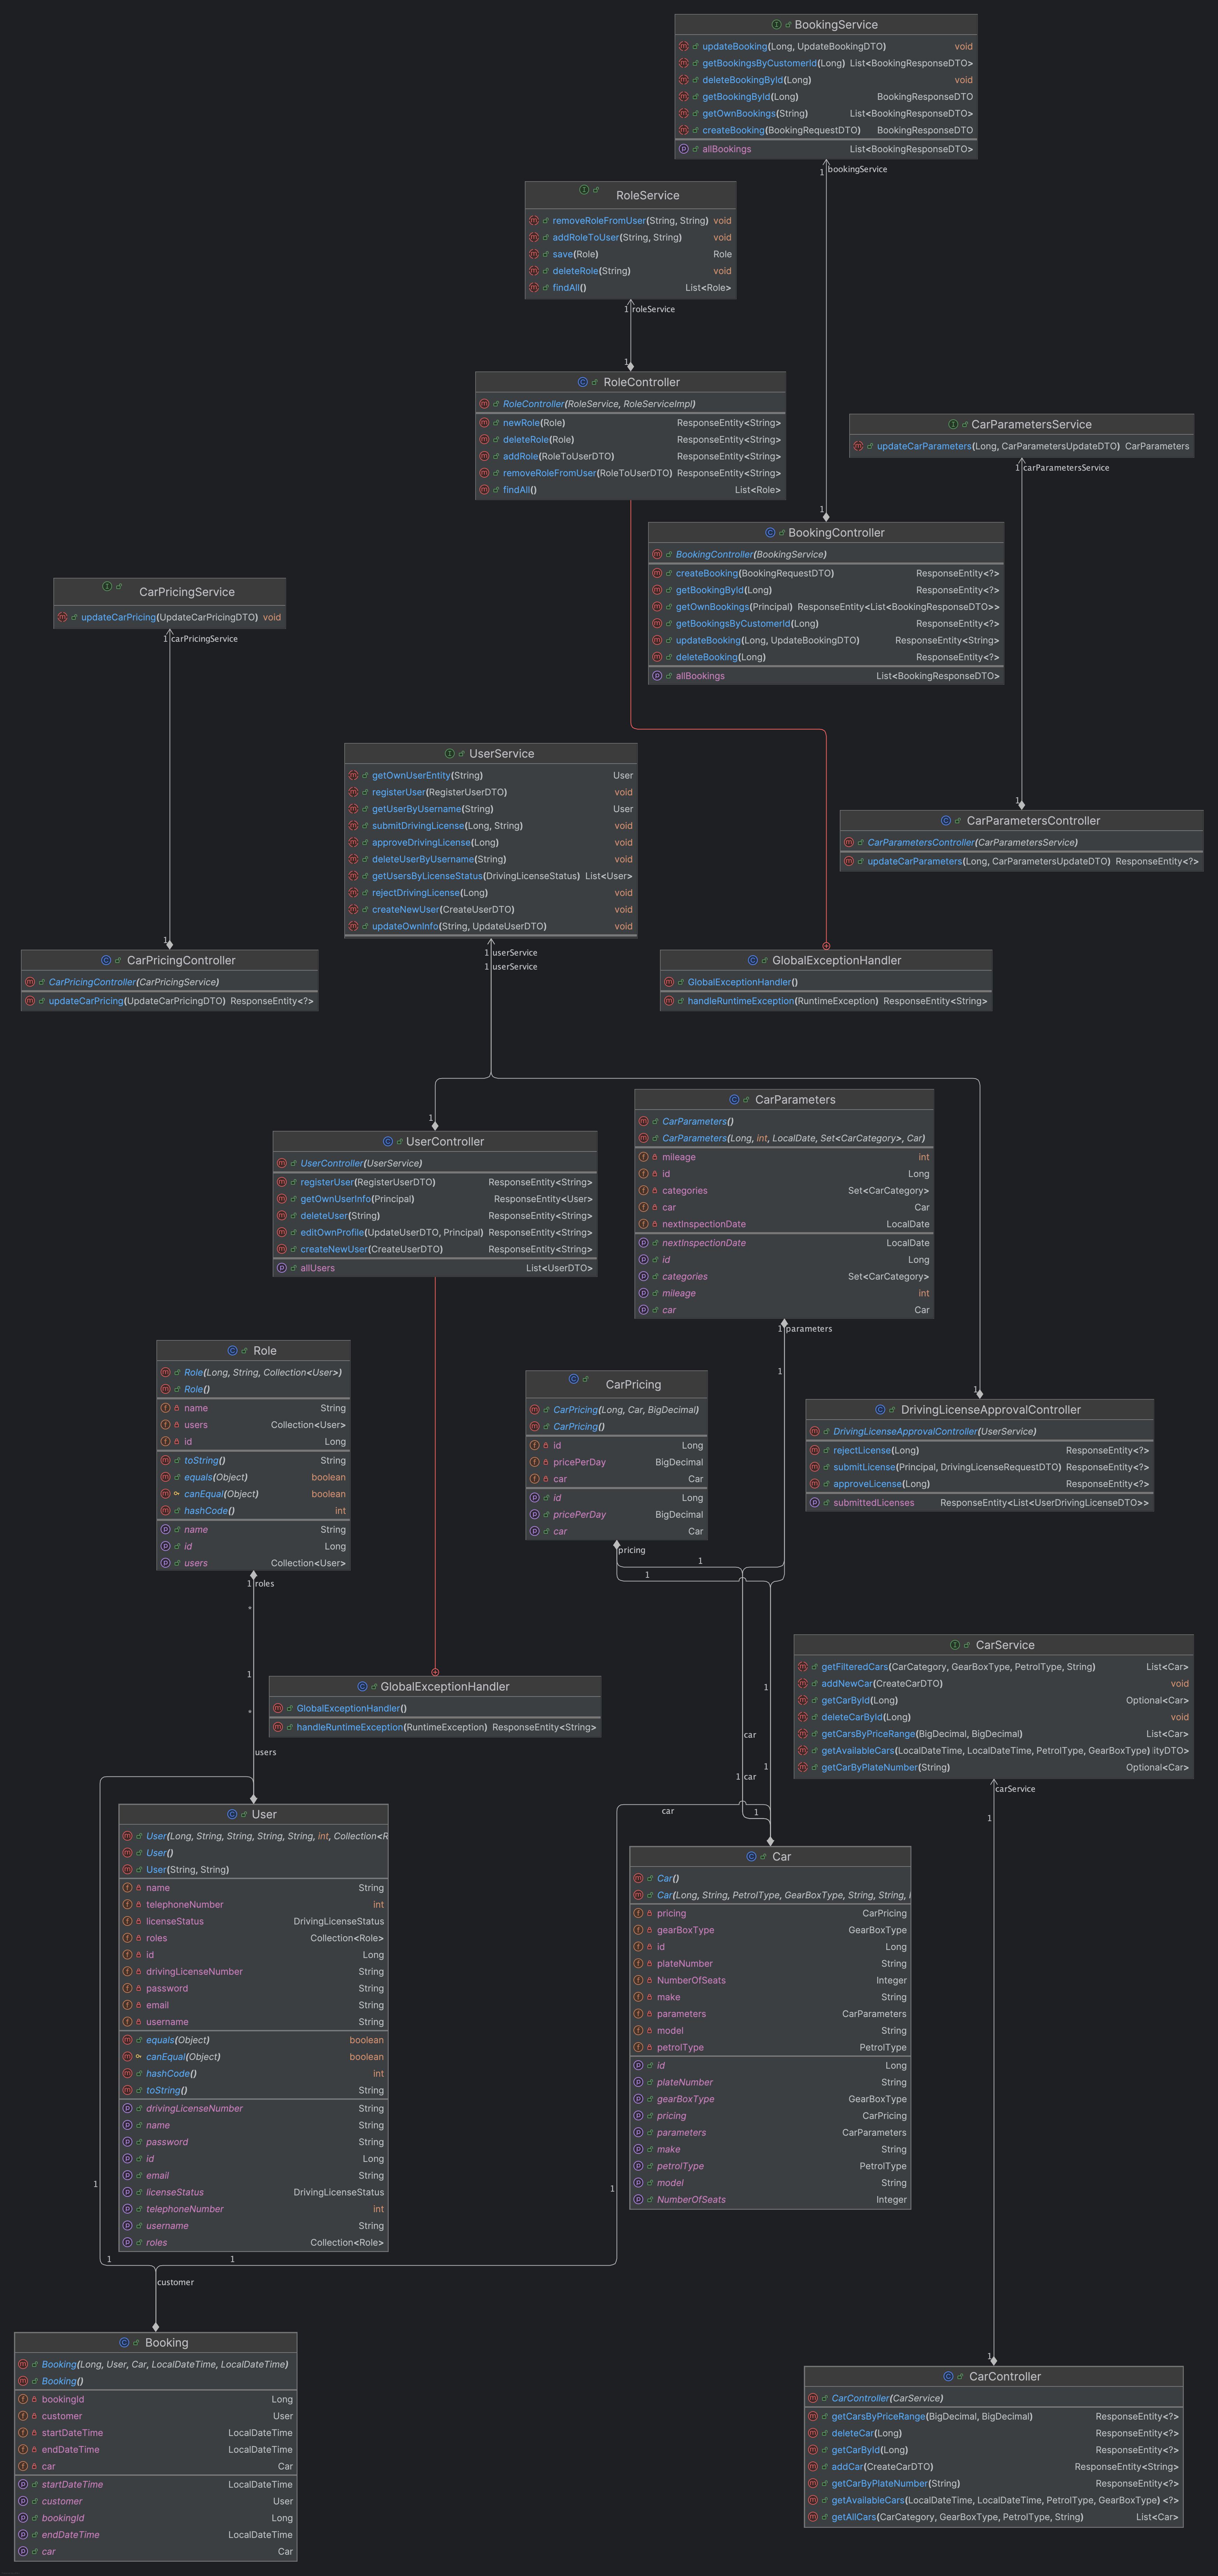 BookingService
updateBooking(Long, UpdateBookingDTO) void
getBookingsByCustomerId(Long) List<BookingResponseDTO>
deleteBookingById(Long) void
getBookingById(Long) BookingResponseDTO
getOwnBookings(String) List<BookingResponseDTO>
createBooking(BookingRequestDTO) BookingResponseDTO
allBookings List<BookingResponseDTO>
1 bookingService
RoleService
removeRoleFromUser(String, String) void
addRoleToUser(String, String) void
save(Role) Role
deleteRole(String) void
findAll() List<Role>
1 roleService
1
RoleController
RoleController(RoleService, RoleServiceImpl)
newRole(Role) ResponseEntity<String>
deleteRole(Role) ResponseEntity<String>
addRole(RoleToUserDTO) ResponseEntity<String>
removeRoleFromUser(RoleToUserDTO) ResponseEntity<String>
findAll() List<Role>
CarParametersService
updateCarParameters(Long, CarParametersUpdateDTO) CarParameters
1 carParametersService
1
BookingController
BookingController(BookingService)
createBooking(BookingRequestDTO) ResponseEntity<?>
getBookingById(Long) ResponseEntity<?>
getOwnBookings(Principal) ResponseEntity<List<BookingResponseDTO>>
getBookingsByCustomerId(Long) ResponseEntity<?>
updateBooking(Long, UpdateBookingDTO) ResponseEntity<String>
deleteBooking(Long) ResponseEntity<?>
allBookings List<BookingResponseDTO>
CarPricingService
updateCarPricing(UpdateCarPricingDTO) void
1 carPricingService
UserService
getOwnUserEntity(String) User
registerUser(RegisterUserDTO) void
getUserByUsername(String) User
submitDrivingLicense(Long, String) void
approveDrivingLicense(Long) void
deleteUserByUsername(String) void
getUsersByLicenseStatus(DrivingLicenseStatus) List<User>
rejectDrivingLicense(Long) void
createNewUser(CreateUserDTO) void
updateOwnInfo(String, UpdateUserDTO) void
1 userService
1 userService
1
CarParametersController
CarParametersController(CarParametersService)
updateCarParameters(Long, CarParametersUpdateDTO) ResponseEntity<?>
1
CarPricingController
CarPricingController(CarPricingService)
updateCarPricing(UpdateCarPricingDTO) ResponseEntity<?>
GlobalExceptionHandler
GlobalExceptionHandler()
handleRuntimeException(RuntimeException) ResponseEntity<String>
1
UserController
UserController(UserService)
registerUser(RegisterUserDTO) ResponseEntity<String>
getOwnUserInfo(Principal) ResponseEntity<User>
deleteUser(String) ResponseEntity<String>
editOwnProfile(UpdateUserDTO, Principal) ResponseEntity<String>
createNewUser(CreateUserDTO) ResponseEntity<String>
allUsers List<UserDTO>
CarParameters
CarParameters()
CarParameters(Long, int, LocalDate, Set<CarCategory>, Car)
mileage int
id Long
categories Set<CarCategory>
car Car
nextInspectionDate LocalDate
nextInspectionDate LocalDate
id Long
categories Set<CarCategory>
mileage int
car Car
1 parameters
1
Role
Role(Long, String, Collection<User>)
Role()
name String
users Collection<User>
id Long
toString() String
equals(Object) boolean
canEqual(Object) boolean
hashCode() int
name String
id Long
users Collection<User>
1 roles
*
1
*
users
CarPricing
CarPricing(Long, Car, BigDecimal)
CarPricing()
id Long
pricePerDay BigDecimal
car Car
id Long
pricePerDay BigDecimal
car Car
pricing
1
1
1
DrivingLicenseApprovalController
DrivingLicenseApprovalController(UserService)
rejectLicense(Long) ResponseEntity<?>
submitLicense(Principal, DrivingLicenseRequestDTO) ResponseEntity<?>
approveLicense(Long) ResponseEntity<?>
submittedLicenses ResponseEntity<List<UserDrivingLicenseDTO>>
GlobalExceptionHandler
GlobalExceptionHandler()
handleRuntimeException(RuntimeException) ResponseEntity<String>
CarService
getFilteredCars(CarCategory, GearBoxType, PetrolType, String) List<Car>
addNewCar(CreateCarDTO) void
getCarById(Long) Optional<Car>
deleteCarById(Long) void
getCarsByPriceRange(BigDecimal, BigDecimal) List<Car>
getAvailableCars(LocalDateTime, LocalDateTime, PetrolType, GearBoxType) ityDTO>
getCarByPlateNumber(String) Optional<Car>
carService
1
1
car
1
1 car
car
1
User
User(Long, String, String, String, String, int, Collection<R
User()
User(String, String)
name String
telephoneNumber int
licenseStatus DrivingLicenseStatus
roles Collection<Role>
id Long
drivingLicenseNumber String
password String
email String
username String
equals(Object) boolean
canEqual(Object) boolean
hashCode() int
toString() String
drivingLicenseNumber String
name String
password String
id Long
email String
licenseStatus DrivingLicenseStatus
telephoneNumber int
username String
roles Collection<Role>
Car
Car()
Car(Long, String, PetrolType, GearBoxType, String, String,
pricing CarPricing
gearBoxType GearBoxType
id Long
plateNumber String
NumberOfSeats Integer
make String
parameters CarParameters
model String
petrolType PetrolType
id Long
plateNumber String
gearBoxType GearBoxType
pricing CarPricing
parameters CarParameters
make String
petrolType PetrolType
model String
NumberOfSeats Integer
1
1
1
1
customer
Booking
Booking(Long, User, Car, LocalDateTime, LocalDateTime)
Booking()
bookingId Long
customer User
startDateTime LocalDateTime
endDateTime LocalDateTime
car Car
startDateTime LocalDateTime
customer User
bookingId Long
endDateTime LocalDateTime
car Car
1
CarController
CarController(CarService)
getCarsByPriceRange(BigDecimal, BigDecimal) ResponseEntity<?>
deleteCar(Long) ResponseEntity<?>
getCarById(Long) ResponseEntity<?>
addCar(CreateCarDTO) ResponseEntity<String>
getCarByPlateNumber(String) ResponseEntity<?>
getAvailableCars(LocalDateTime, LocalDateTime, PetrolType, GearBoxType) <?>
getAllCars(CarCategory, GearBoxType, PetrolType, String) List<Car>